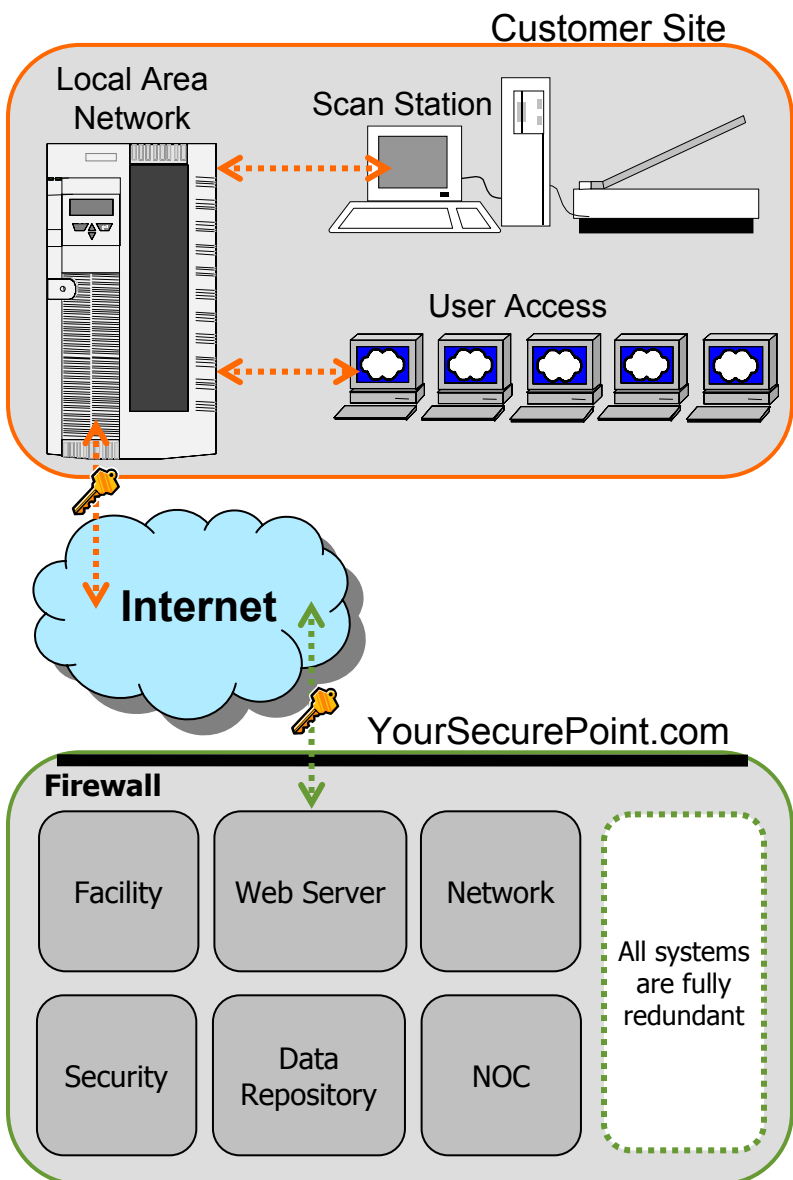 Customer Site
Local Area
Network
Scan Station
User Access
Internet
YourSecurePoint.com
Firewall
Facility
Web Server
Network
All systems
are fully
redundant
Security
Data
Repository
NOC